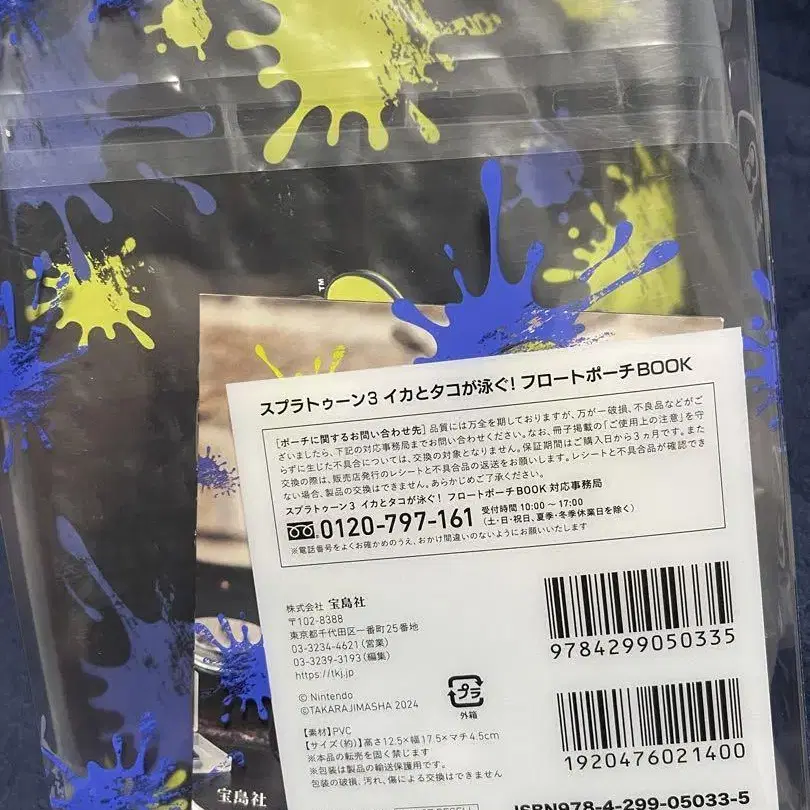 TM
スプラトゥーン3 イカとタコが泳ぐ! フロートポーチBOOK
[ポーチに関するお問い合わせ先] 品質には万全を期しておりますが、万が一破損、不良品などがご
ざいましたら、下記の対応事務局までお問い合わせください。なお、冊子掲載の「ご使用上の注意」を守
らずに生じた不具合については、交換の対象となりません。保証期間はご購入日から3ヵ月です。また
交換の際は、販売店発行のレシートと不具合品の返送をお願いします。レシートと不具合品が確認でき
ない場合、製品の交換はできません。あらかじめご了承ください。
スプラトゥーン3 イカとタコが泳ぐ! フロートポーチBOOK 対応事務局
0120-797-161 受付時間 10:00~17:00
(土・日・祝日、夏季・冬季休業日を除く)
※電話番号をよくお確かめのうえ、おかけ間違いのないようにお願いいたします
株式会社 宝島社
〒102-8388
東京都千代田区一番町25番地
03-3234-4621(営業)
03-3239-3193(編集)
https://tkj.jp
© Nintendo
©TAKARAJIMASHA 2024
プラ
外箱
【素材】PVC
【サイズ(約)】高さ12.5×幅17.5×マチ4.5cm
※本品の転売を固く禁じます
※包装は製品の輸送保護用です。
包装の破損、汚れ、傷による交換はできません
9784299050335
1920476021400
ISBN978-4-299-05033-5
宝島社